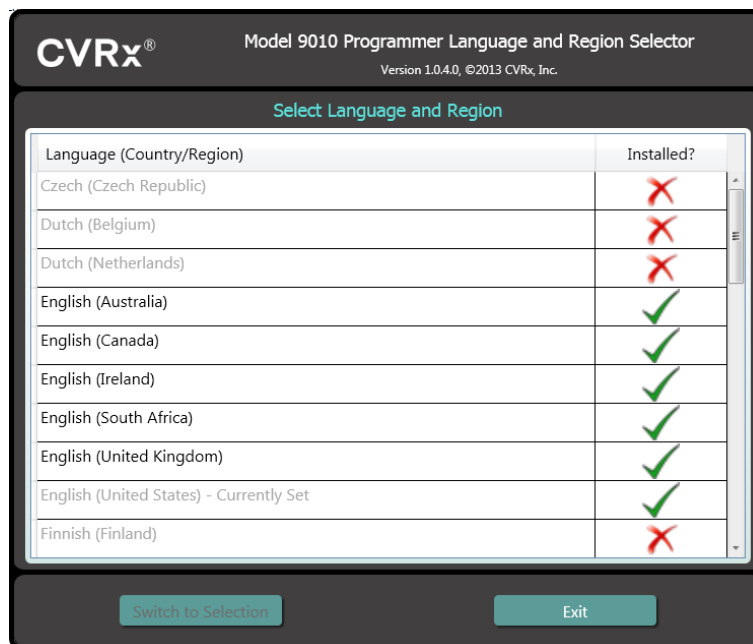 CVRx®
Model 9010 Programmer Language and Region Selector
Version 1.0.4.0, ©2013 CVRx, Inc.
Select Language and Region
Language (Country/Region) Installed?
Czech (Czech Republic)
Dutch (Belgium)
Dutch (Netherlands)
English (Australia)
English (Canada)
English (Ireland)
English (South Africa)
English (United Kingdom)
English (United States) - Currently Set
Finnish (Finland)
Switch to Selection Exit